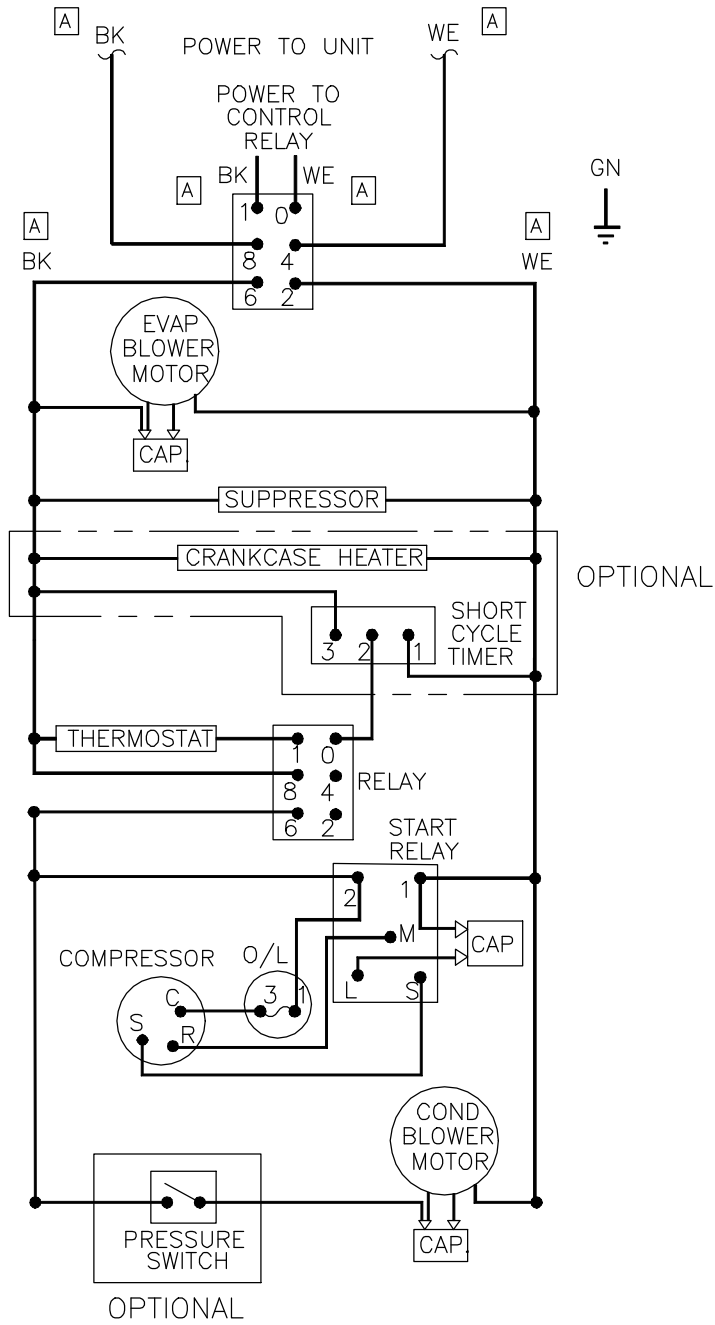 A
BK
POWER TO UNIT
WE
A
POWER TO
CONTROL
RELAY
BK
WE
A
A
GN
1 0
8 4
6 2
A
BK
A
WE
EVAP
BLOWER
MOTOR
CAP.
SUPPRESSOR
CRANKCASE HEATER
OPTIONAL
3 2 1
SHORT
CYCLE
TIMER
THERMOSTAT
1 0
8 4
6 2
RELAY
START
RELAY
2 1
M
L S
CAP
COMPRESSOR
O/L
3 1
C
S
R
COND
BLOWER
MOTOR
CAP.
PRESSURE
SWITCH
OPTIONAL